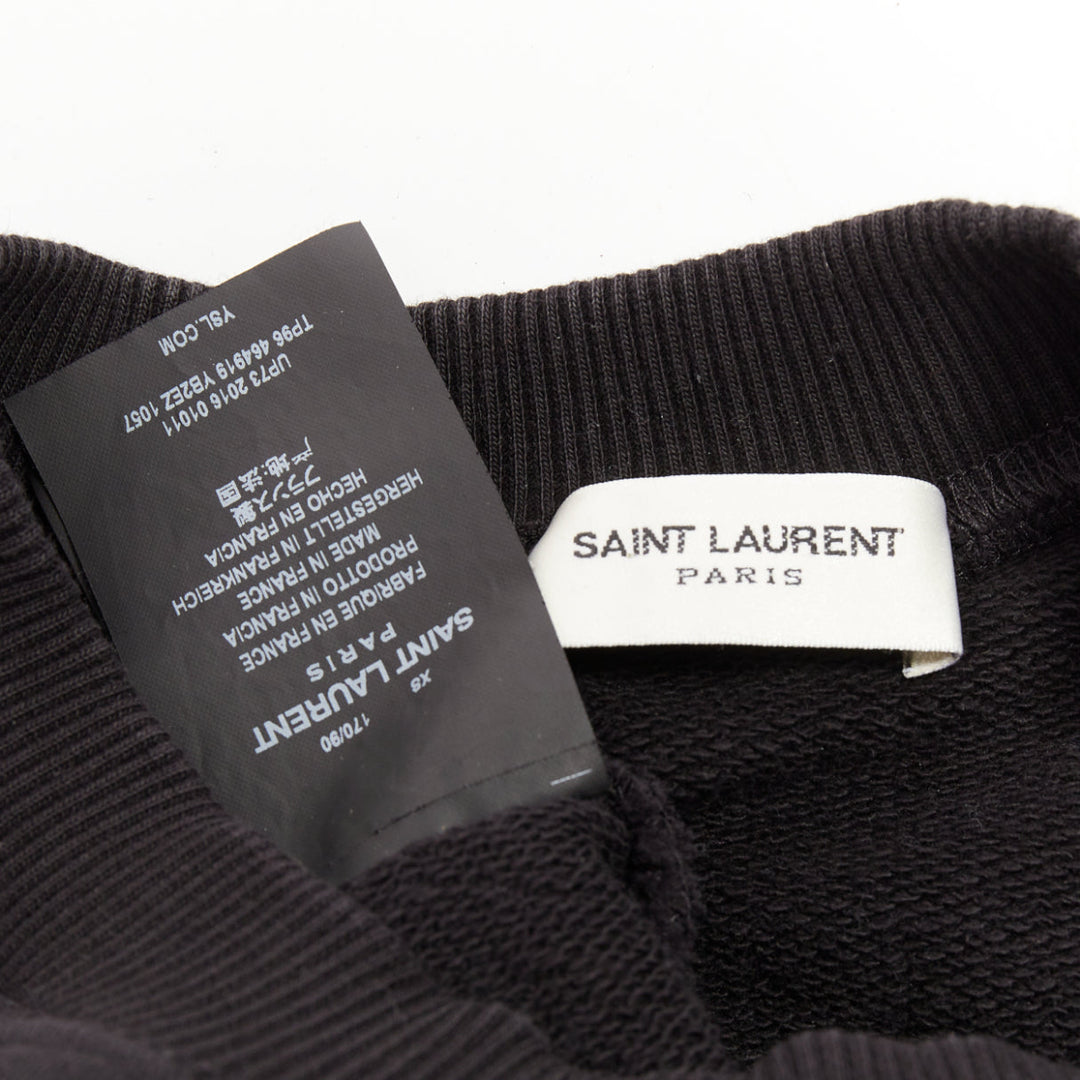 SAINT LAURENT
PARIS
170/90
XS
SAINT LAURENT
PARIS
FABRIQUE EN FRANCE
PRODOTTO IN FRANCIA
MADE IN FRANCE
HERGESTELLT IN FRANKREICH
HECHO EN FRANCIA
フランス製
产地:法国
UP73 2016 01011
TP96 464919 YB2EZ 1057
YSL.COM